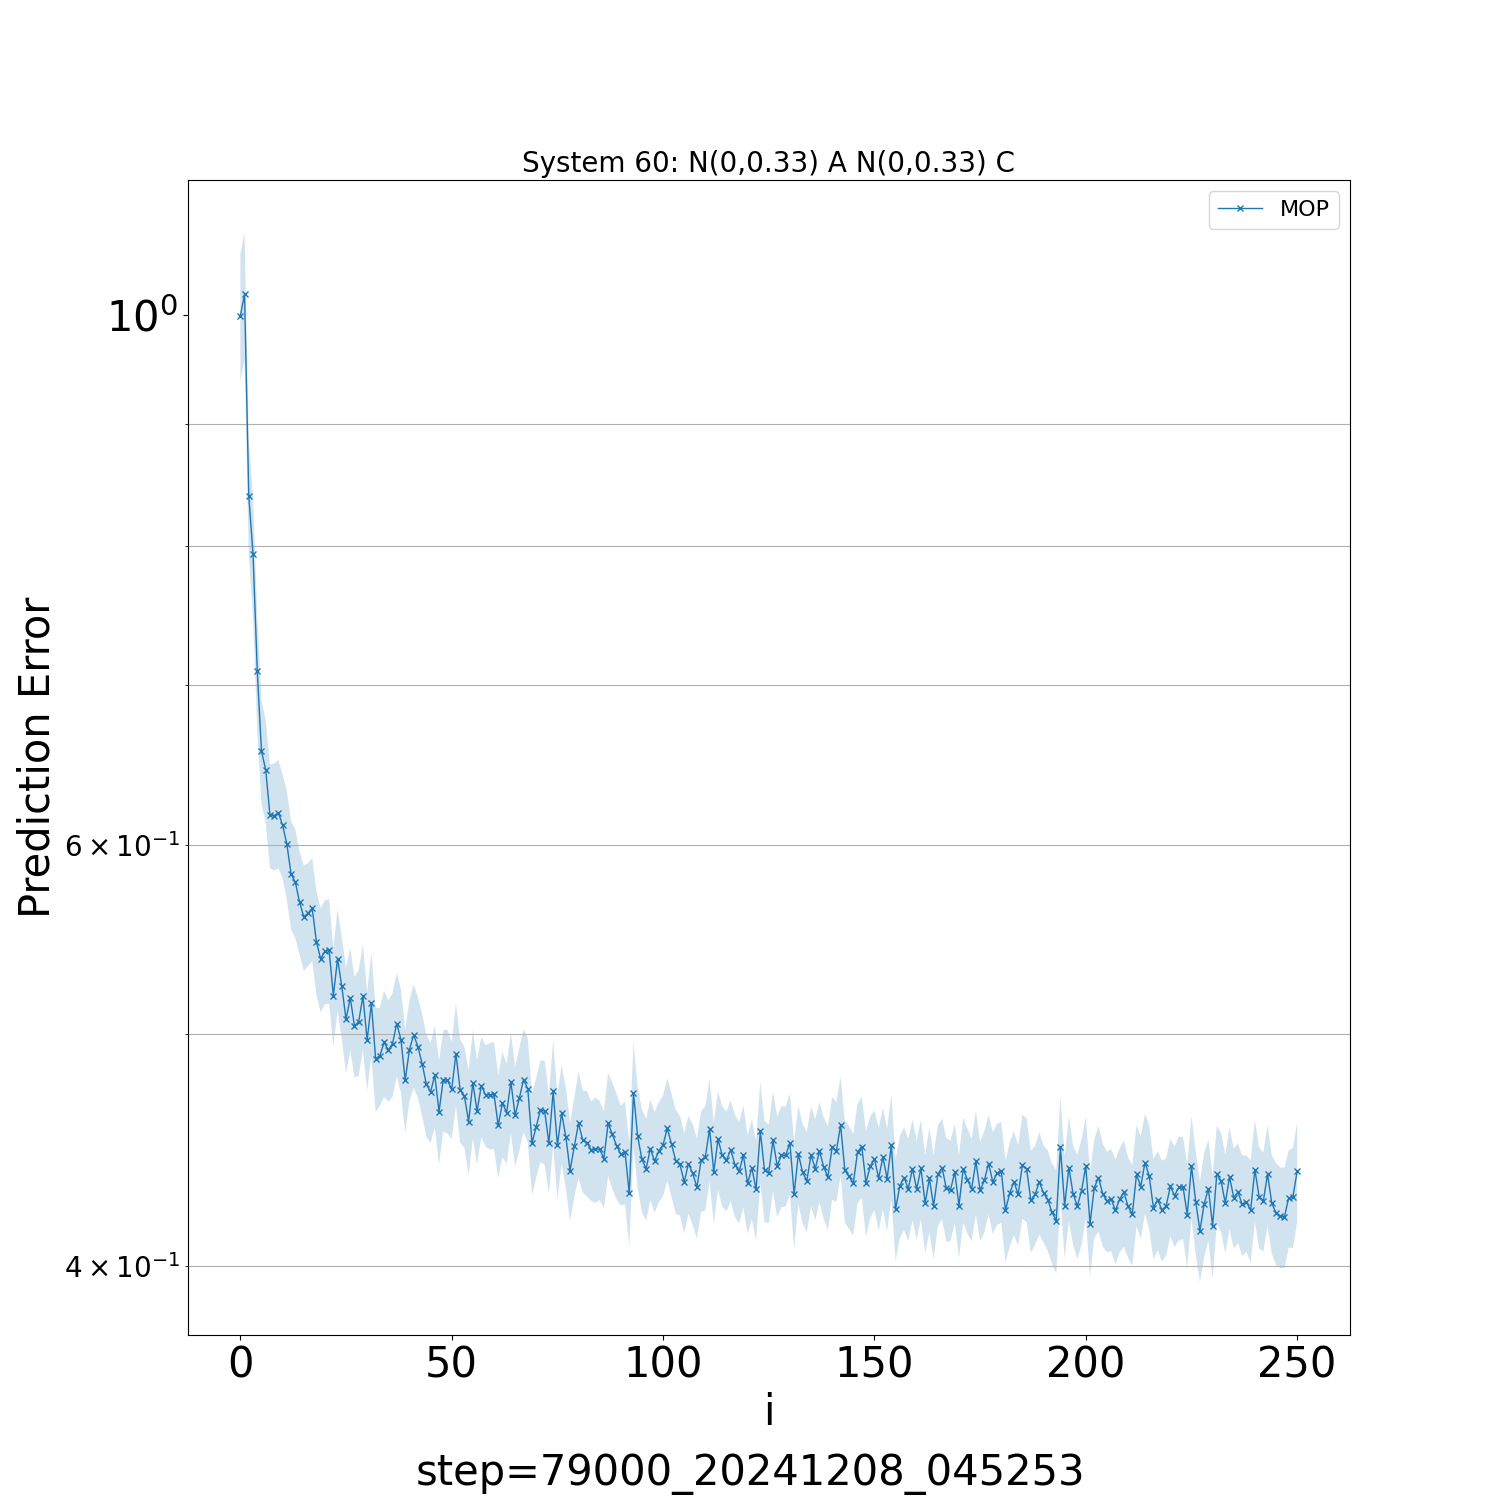 System 60: N(0,0.33) A N(0,0.33) C
MOP
10⁰
6 × 10⁻¹
4 × 10⁻¹
Prediction Error
0 50 100 150 200 250
i
step=79000_20241208_045253